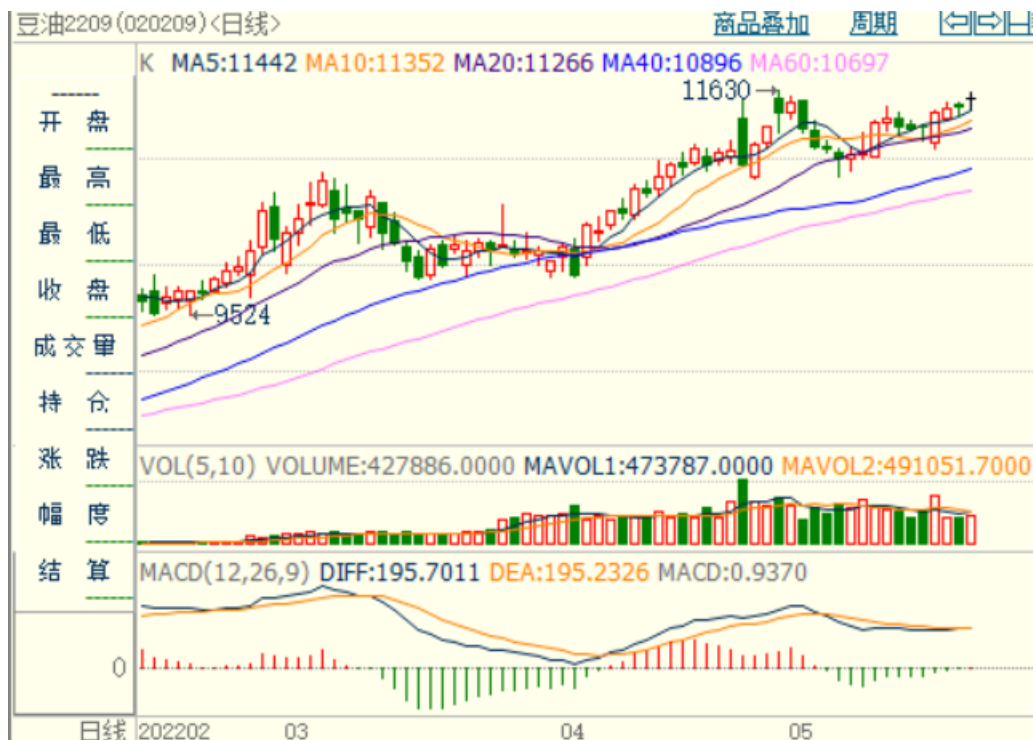 豆油2209(020209)<日线> 商品叠加 周期
K MA5:11442 MA10:11352 MA20:11266 MA40:10896 MA60:10697
11630
开盘
最高
最低
9524
收盘
成交量
持仓
涨跌
VOL(5,10) VOLUME:427886.0000 MAVOL1:473787.0000 MAVOL2:491051.7000
幅度
结算
MACD(12,26,9) DIFF:195.7011 DEA:195.2326 MACD:0.9370
0
日线 202202 03 04 05